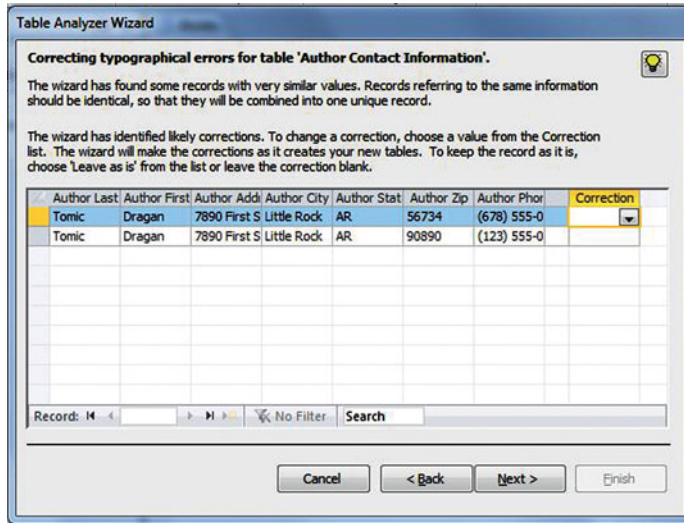 Table Analyzer Wizard
Correcting typographical errors for table 'Author Contact Information'.
The wizard has found some records with very similar values. Records referring to the same information
should be identical, so that they will be combined into one unique record.
The wizard has identified likely corrections. To change a correction, choose a value from the Correction
list. The wizard will make the corrections as it creates your new tables. To keep the record as it is,
choose 'Leave as is' from the list or leave the correction blank.
Author Last Author First Author Addr Author City Author Stat Author Zip Author Phor Correction
Tomic Dragan 7890 First S Little Rock AR 56734 (678) 555-0
Tomic Dragan 7890 First S Little Rock AR 90890 (123) 555-0
Record: No Filter Search
Cancel < Back Next > Finish